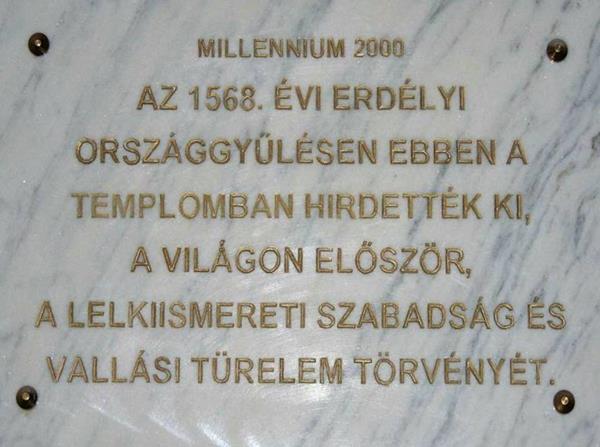 MILLENNIUM 2000
AZ 1568. ÉVI ERDÉLYI
ORSZÁGGYŰLÉSEN EBBEN A
TEMPLOMBAN HIRDETTÉK KI,
A VILÁGON ELŐSZÖR,
A LELKIISMERETI SZABADSÁG ÉS
VALLÁSI TÜRELEM TÖRVÉNYÉT.